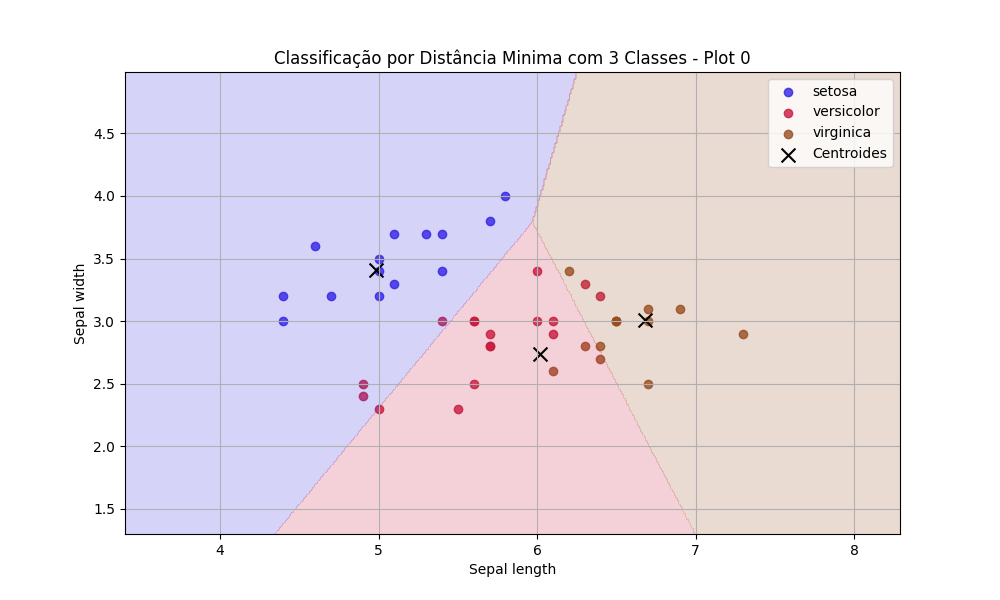 Classificação por Distância Minima com 3 Classes - Plot 0
setosa
versicolor
virginica
Centroides
Sepal width
4.5
4.0
3.5
3.0
2.5
2.0
1.5
4 5 6 7 8
Sepal length